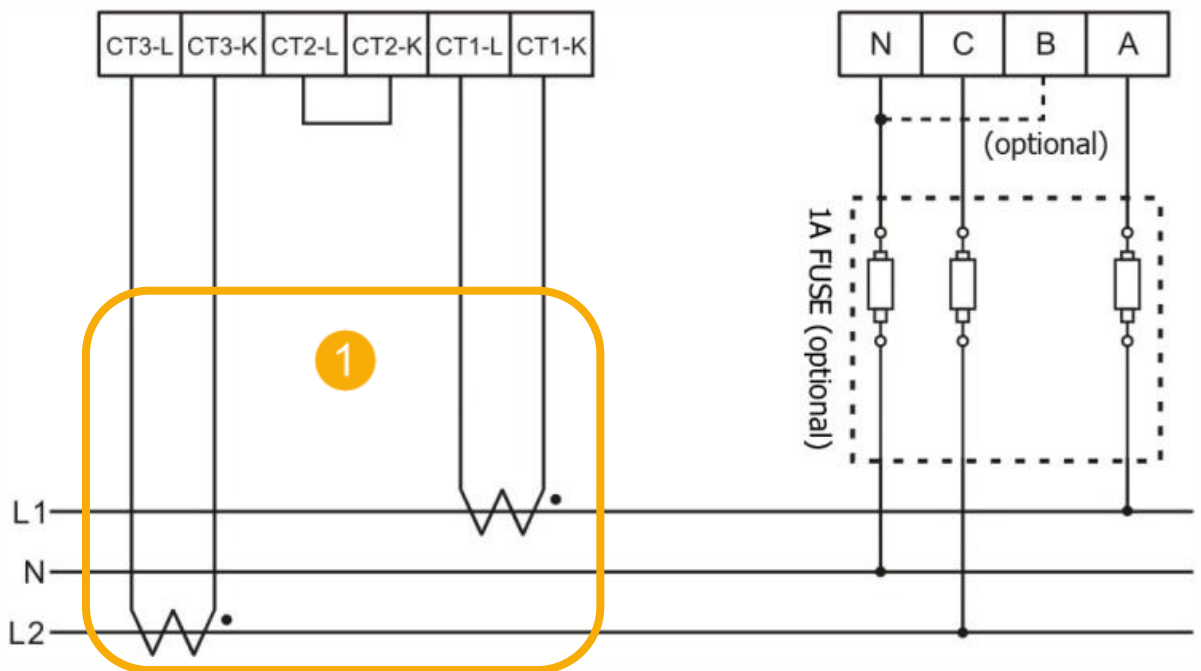 CT3-L CT3-K CT2-L CT2-K CT1-L CT1-K
N C B A
(optional)
1A FUSE (optional)
1
L1
N
L2